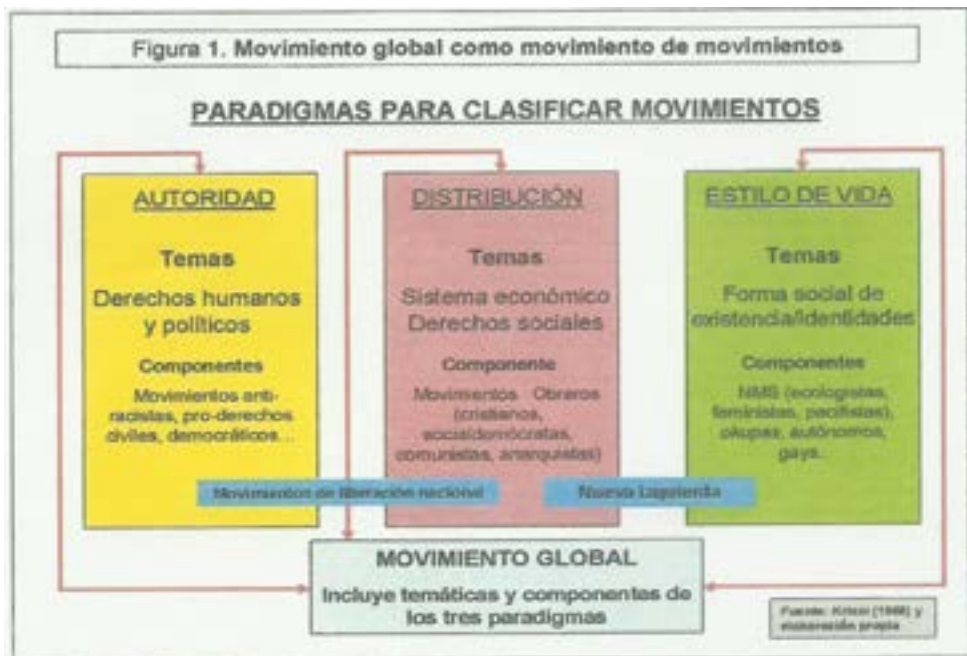 Figura 1. Movimiento global como movimiento de movimientos
PARADIGMAS PARA CLASIFICAR MOVIMIENTOS
AUTORIDAD
Temas
Derechos humanos
y políticos
Componentes
Movimientos anti-
racistas, pro-derechos
civiles, democráticos...
DISTRIBUCIÓN
Temas
Sistema económico
Derechos sociales
Componente
Movimientos Obreros
(cristianos,
socialdemócratas,
comunistas, anarquistas)
ESTILO DE VIDA
Temas
Forma social de
existencia/identidades
Componentes
NMS (ecologistas,
feministas, pacifistas),
okupas, autónomos,
gays...
Movimientos de liberación nacional
Nueva Izquierda
MOVIMIENTO GLOBAL
Incluye temáticas y componentes de
los tres paradigmas
Fuente: y
elaboración propia